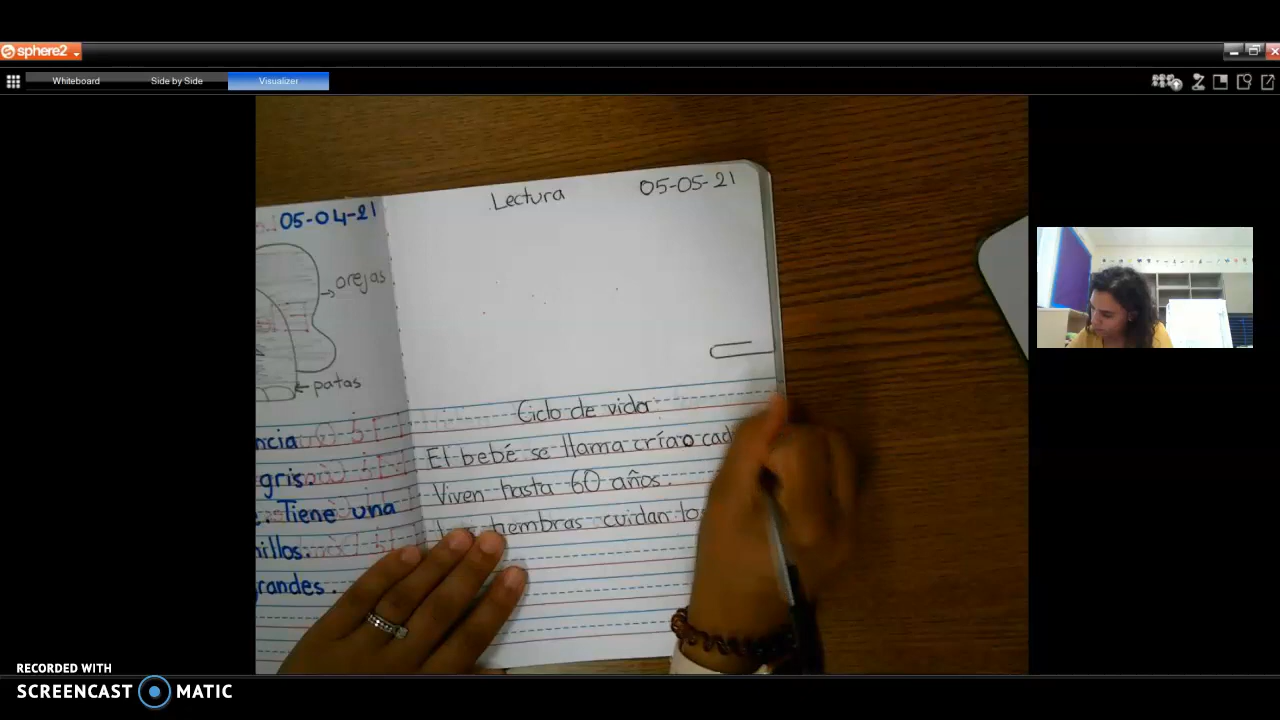 sphere2
Whiteboard Side by Side Visualizer
05-04-21
orejas
patas
gris.
Tiene una
grandes.
Lectura 05-05-21
Ciclo de vida
El bebé se llama cría o
Viven hasta 60 años.
hembras cuidan
RECORDED WITH
SCREENCAST MATIC